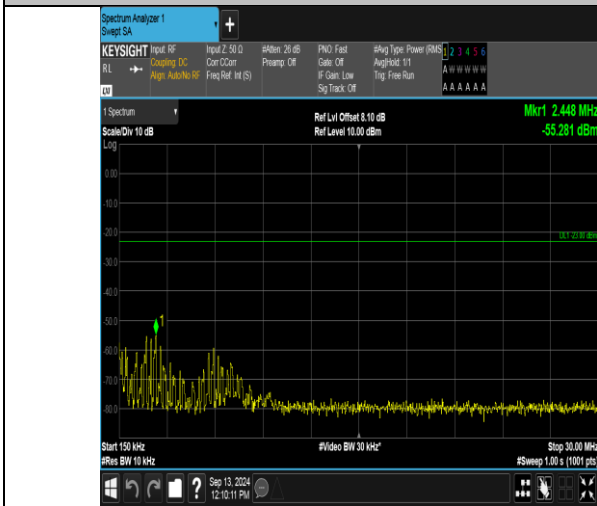 Spectrum Analyzer 1
Swept SA
+
KEYSIGHT Input: RF Input Z: 50 Ω #Atten: 26 dB PNO: Fast #Avg Type: Power (RMS) 1 2 3 4 5 6
RL Coupling: DC Corr CCorr Preamp: Off Gate: Off Avg|Hold: 1/1 A W W W W W
Align: Auto/No RF Freq Ref: Int (S) IF Gain: Low Trig: Free Run
Sig Track: Off A A A A A A
1 Spectrum
Ref Lvl Offset 8.10 dB Mkr1 2.448 MHz
Scale/Div 10 dB Ref Level 10.00 dBm -55.281 dBm
Log
0.00
-10.0
-20.0
DL1 -23.00 dBm
-30.0
-40.0
1
-50.0
-60.0
-70.0
-80.0
Start 150 kHz #Video BW 30 kHz* Stop 30.00 MHz
#Res BW 10 kHz #Sweep 1.00 s (1001 pts)
? Sep 13, 2024
12:10:11 PM